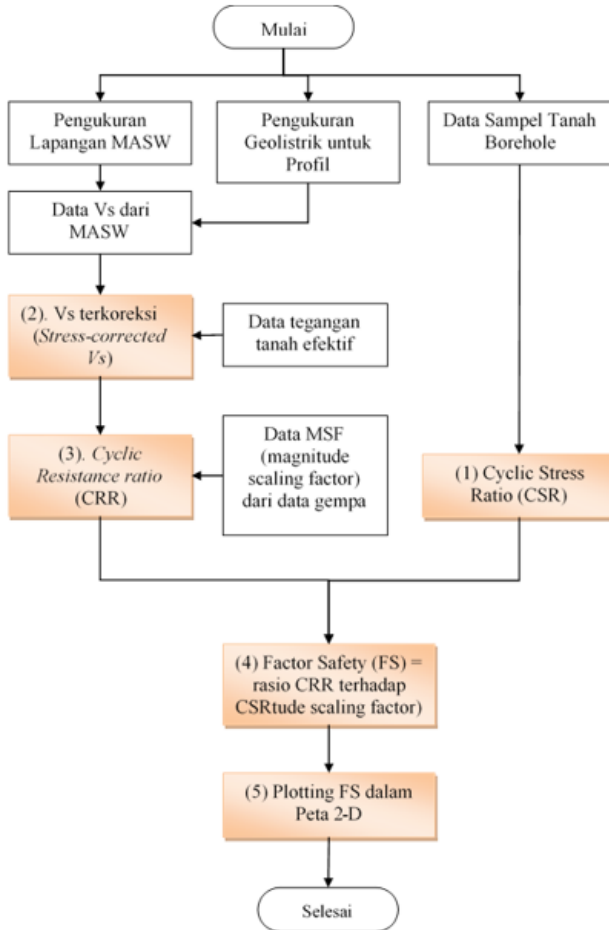 Mulai
Pengukuran
Lapangan MASW
Pengukuran
Geolistrik untuk
Profil
Data Sampel Tanah
Borehole
Data Vs dari
MASW
(2). Vs terkoreksi
(Stress-corrected
Vs)
Data tegangan
tanah efektif
(3). Cyclic
Resistance ratio
(CRR)
Data MSF
(magnitude
scaling factor)
dari data gempa
(1) Cyclic Stress
Ratio (CSR)
(4) Factor Safety (FS) =
rasio CRR terhadap
CSRtude scaling factor)
(5) Plotting FS dalam
Peta 2-D
Selesai